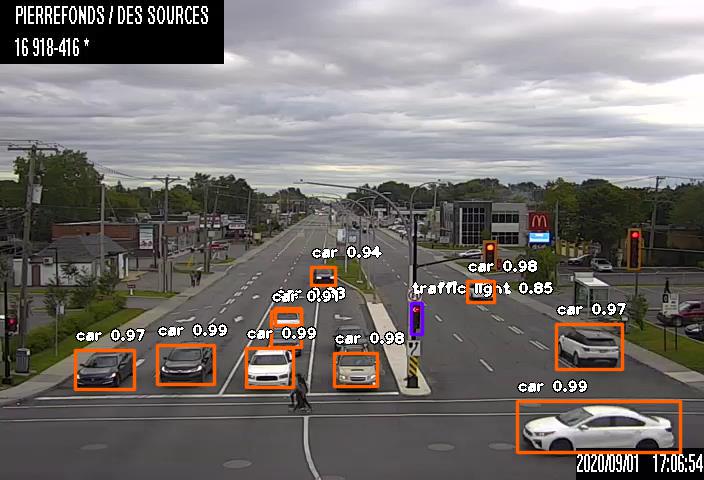 PIERREFONDS / DES SOURCES
16 918-416 *
car 0.94
car 0.98
traffic light 0.85
car 0.97
car 0.99
car 0.99
car 0.98
car 0.97
car 0.99
2020/09/01 17:06:54